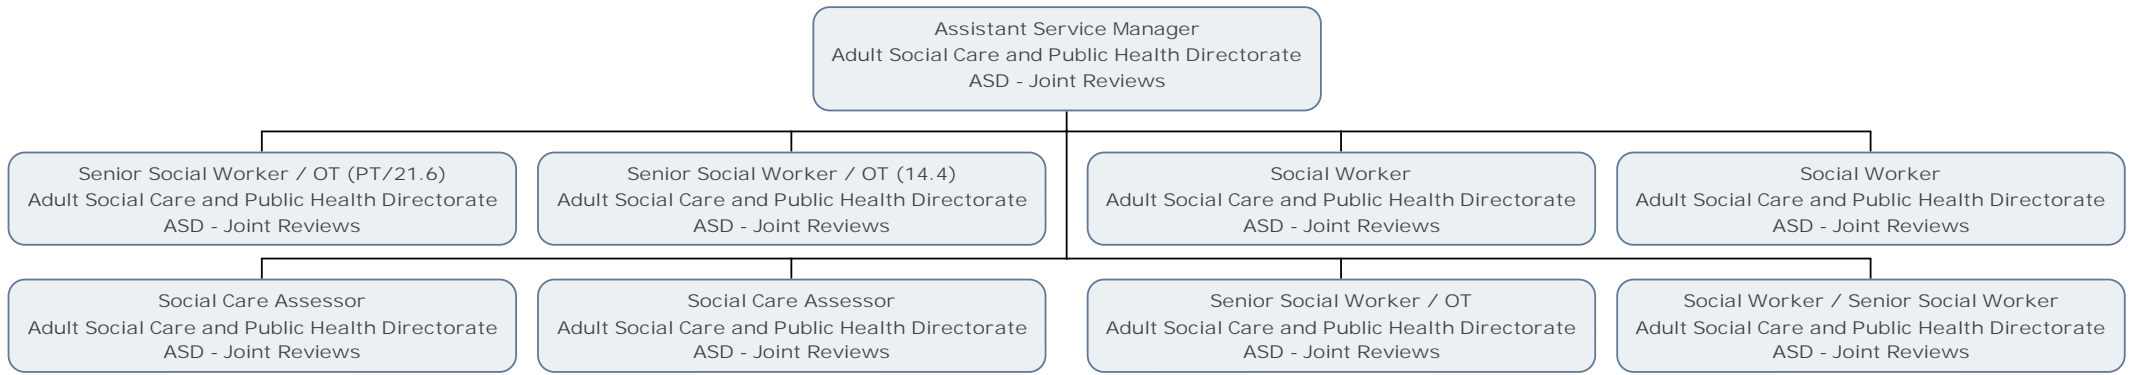 Assistant Service Manager
Adult Social Care and Public Health Directorate
ASD - Joint Reviews
Senior Social Worker / OT (PT/21.6)
Adult Social Care and Public Health Directorate
ASD - Joint Reviews
Senior Social Worker / OT (14.4)
Adult Social Care and Public Health Directorate
ASD - Joint Reviews
Social Worker
Adult Social Care and Public Health Directorate
ASD - Joint Reviews
Social Worker
Adult Social Care and Public Health Directorate
ASD - Joint Reviews
Social Care Assessor
Adult Social Care and Public Health Directorate
ASD - Joint Reviews
Social Care Assessor
Adult Social Care and Public Health Directorate
ASD - Joint Reviews
Senior Social Worker / OT
Adult Social Care and Public Health Directorate
ASD - Joint Reviews
Social Worker / Senior Social Worker
Adult Social Care and Public Health Directorate
ASD - Joint Reviews